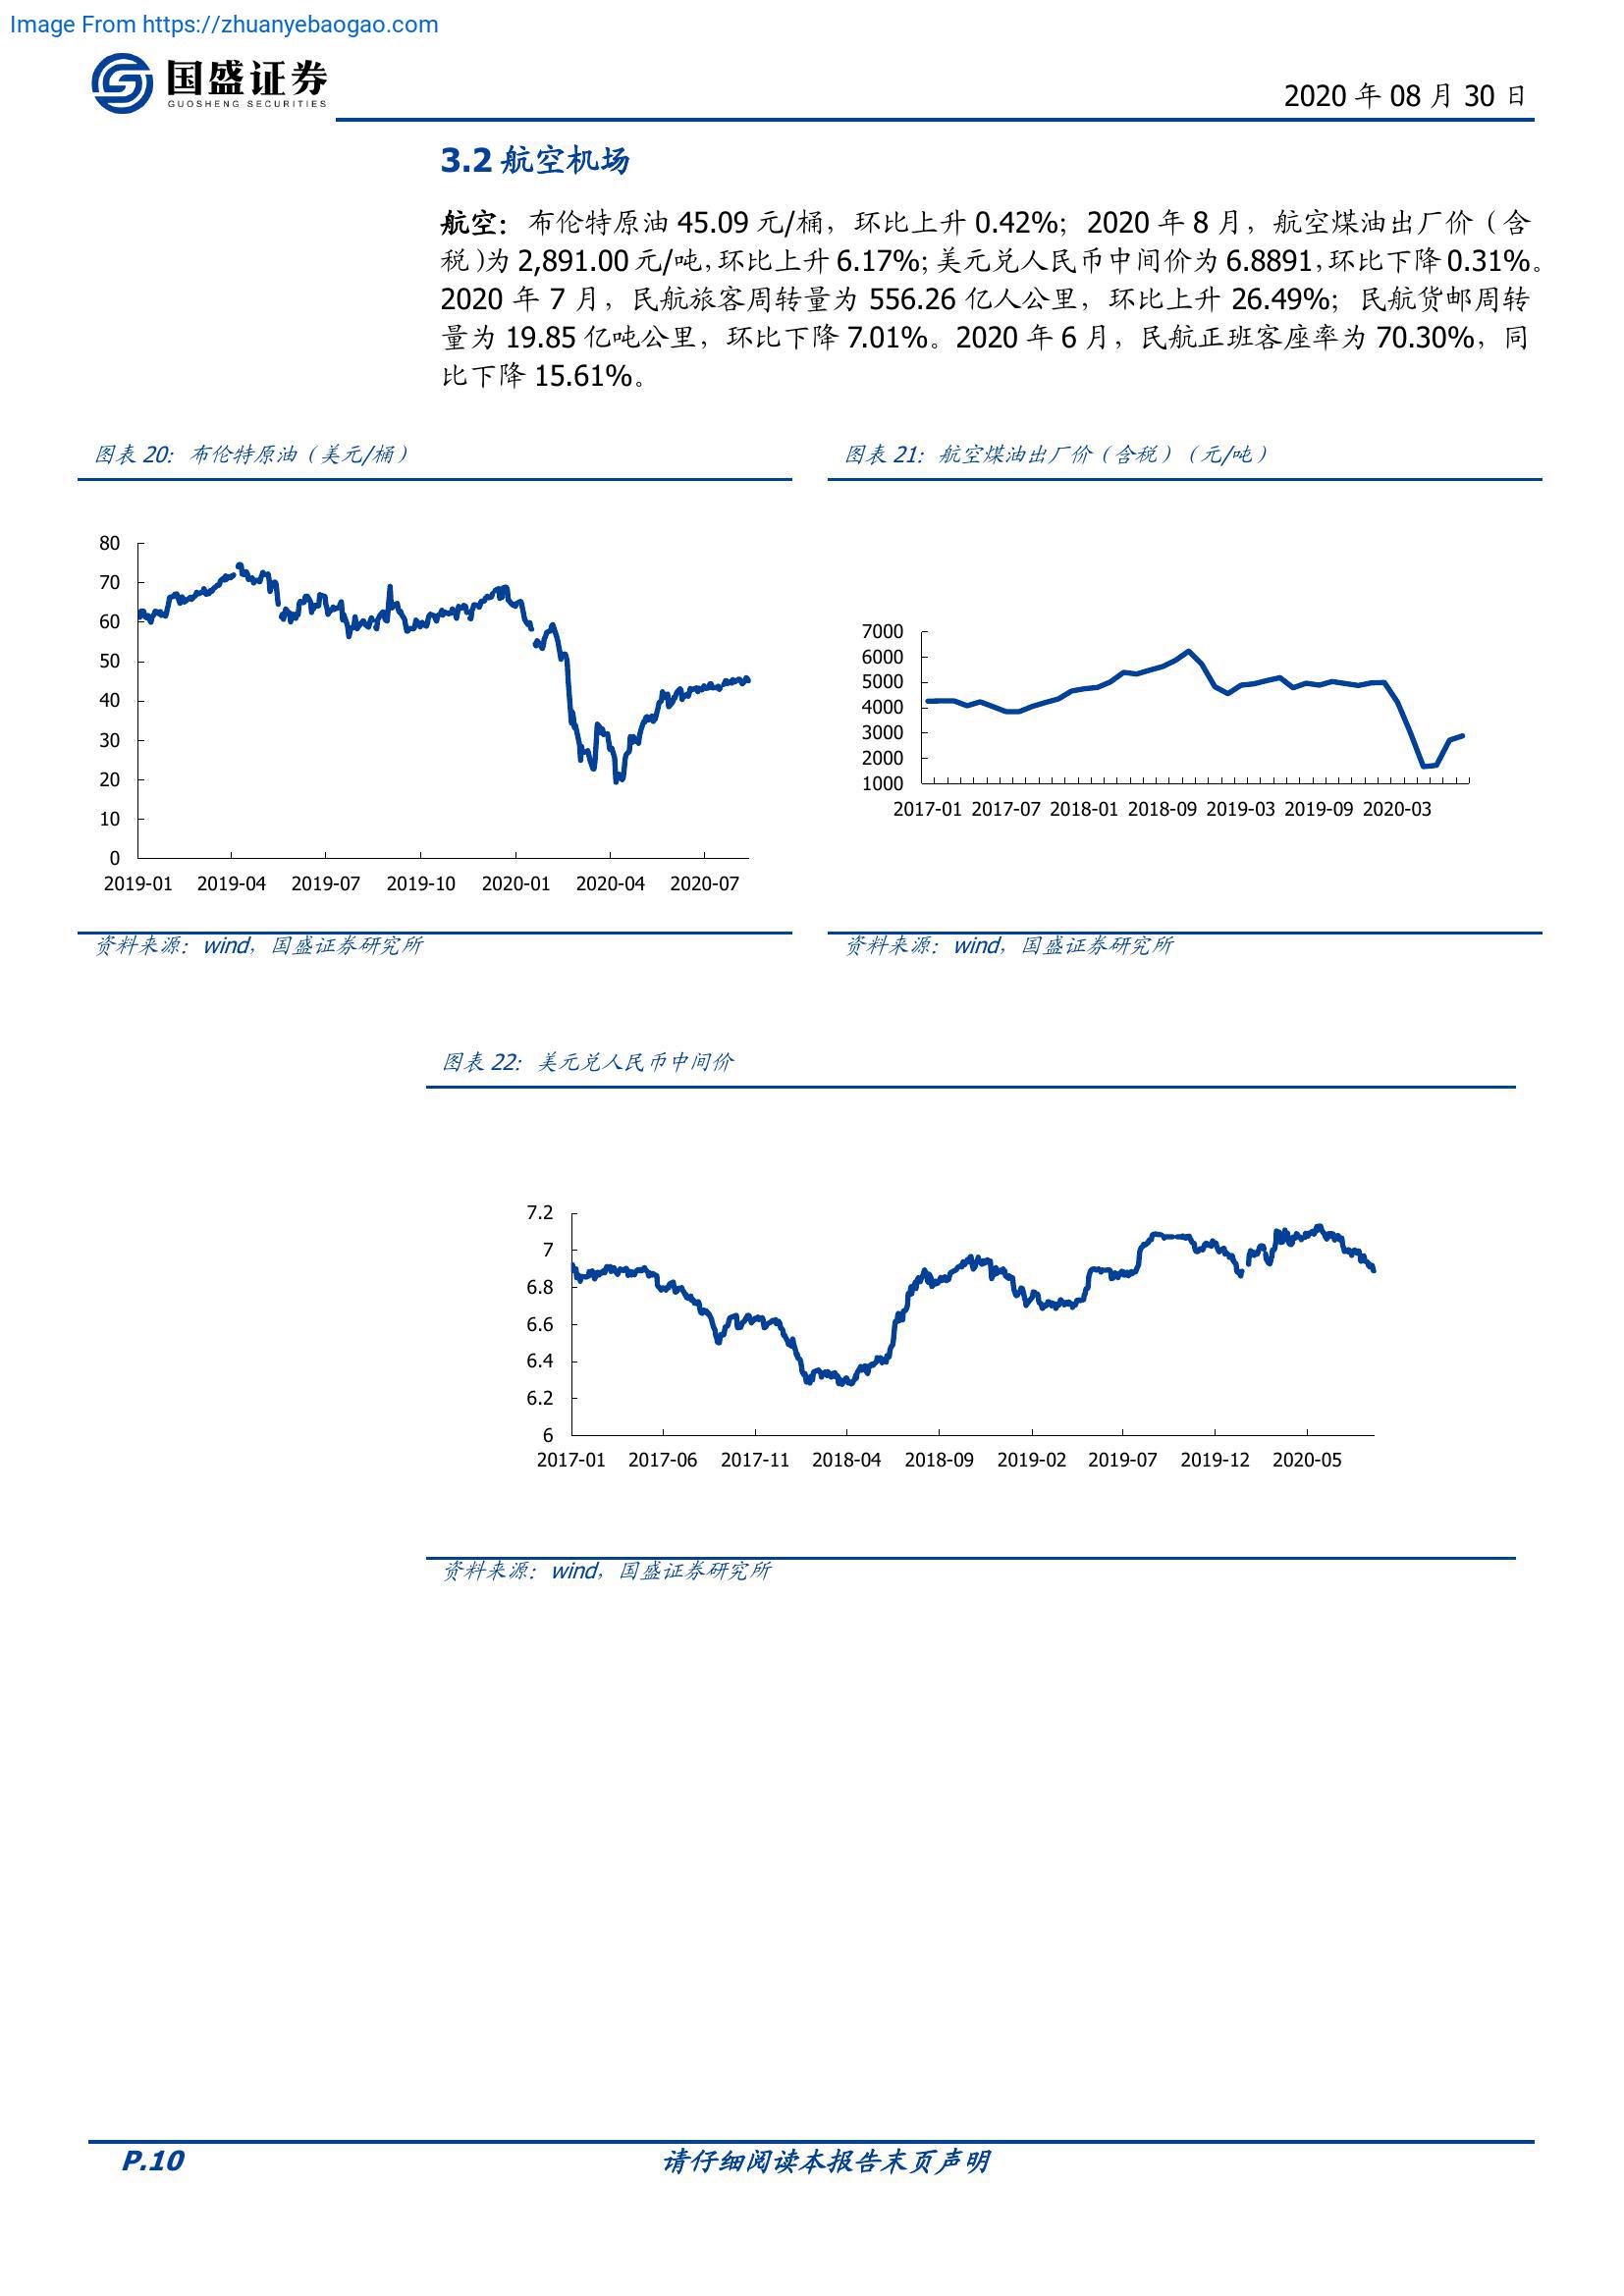 Image From https://zhuanyebaogao.com
国盛证券
GUOSHENG SECURITIES
2020 年 08 月 30 日
3.2 航空机场
航空：布伦特原油 45.09 元/桶，环比上升 0.42%；2020 年 8 月，航空煤油出厂价（含
税）为 2,891.00 元/吨，环比上升 6.17%；美元兑人民币中间价为 6.8891，环比下降 0.31%。
2020 年 7 月，民航旅客周转量为 556.26 亿人公里，环比上升 26.49%；民航货邮周转
量为 19.85 亿吨公里，环比下降 7.01%。2020 年 6 月，民航正班客座率为 70.30%，同
比下降 15.61%。
图表 20：布伦特原油（美元/桶）
80
70
60
50
40
30
20
10
0
2019-01 2019-04 2019-07 2019-10 2020-01 2020-04 2020-07
资料来源：wind，国盛证券研究所
图表 21：航空煤油出厂价（含税）（元/吨）
7000
6000
5000
4000
3000
2000
1000
2017-01 2017-07 2018-01 2018-09 2019-03 2019-09 2020-03
资料来源：wind，国盛证券研究所
图表 22：美元兑人民币中间价
7.2
7
6.8
6.6
6.4
6.2
6
2017-01 2017-06 2017-11 2018-04 2018-09 2019-02 2019-07 2019-12 2020-05
资料来源：wind，国盛证券研究所
P.10
请仔细阅读本报告末页声明